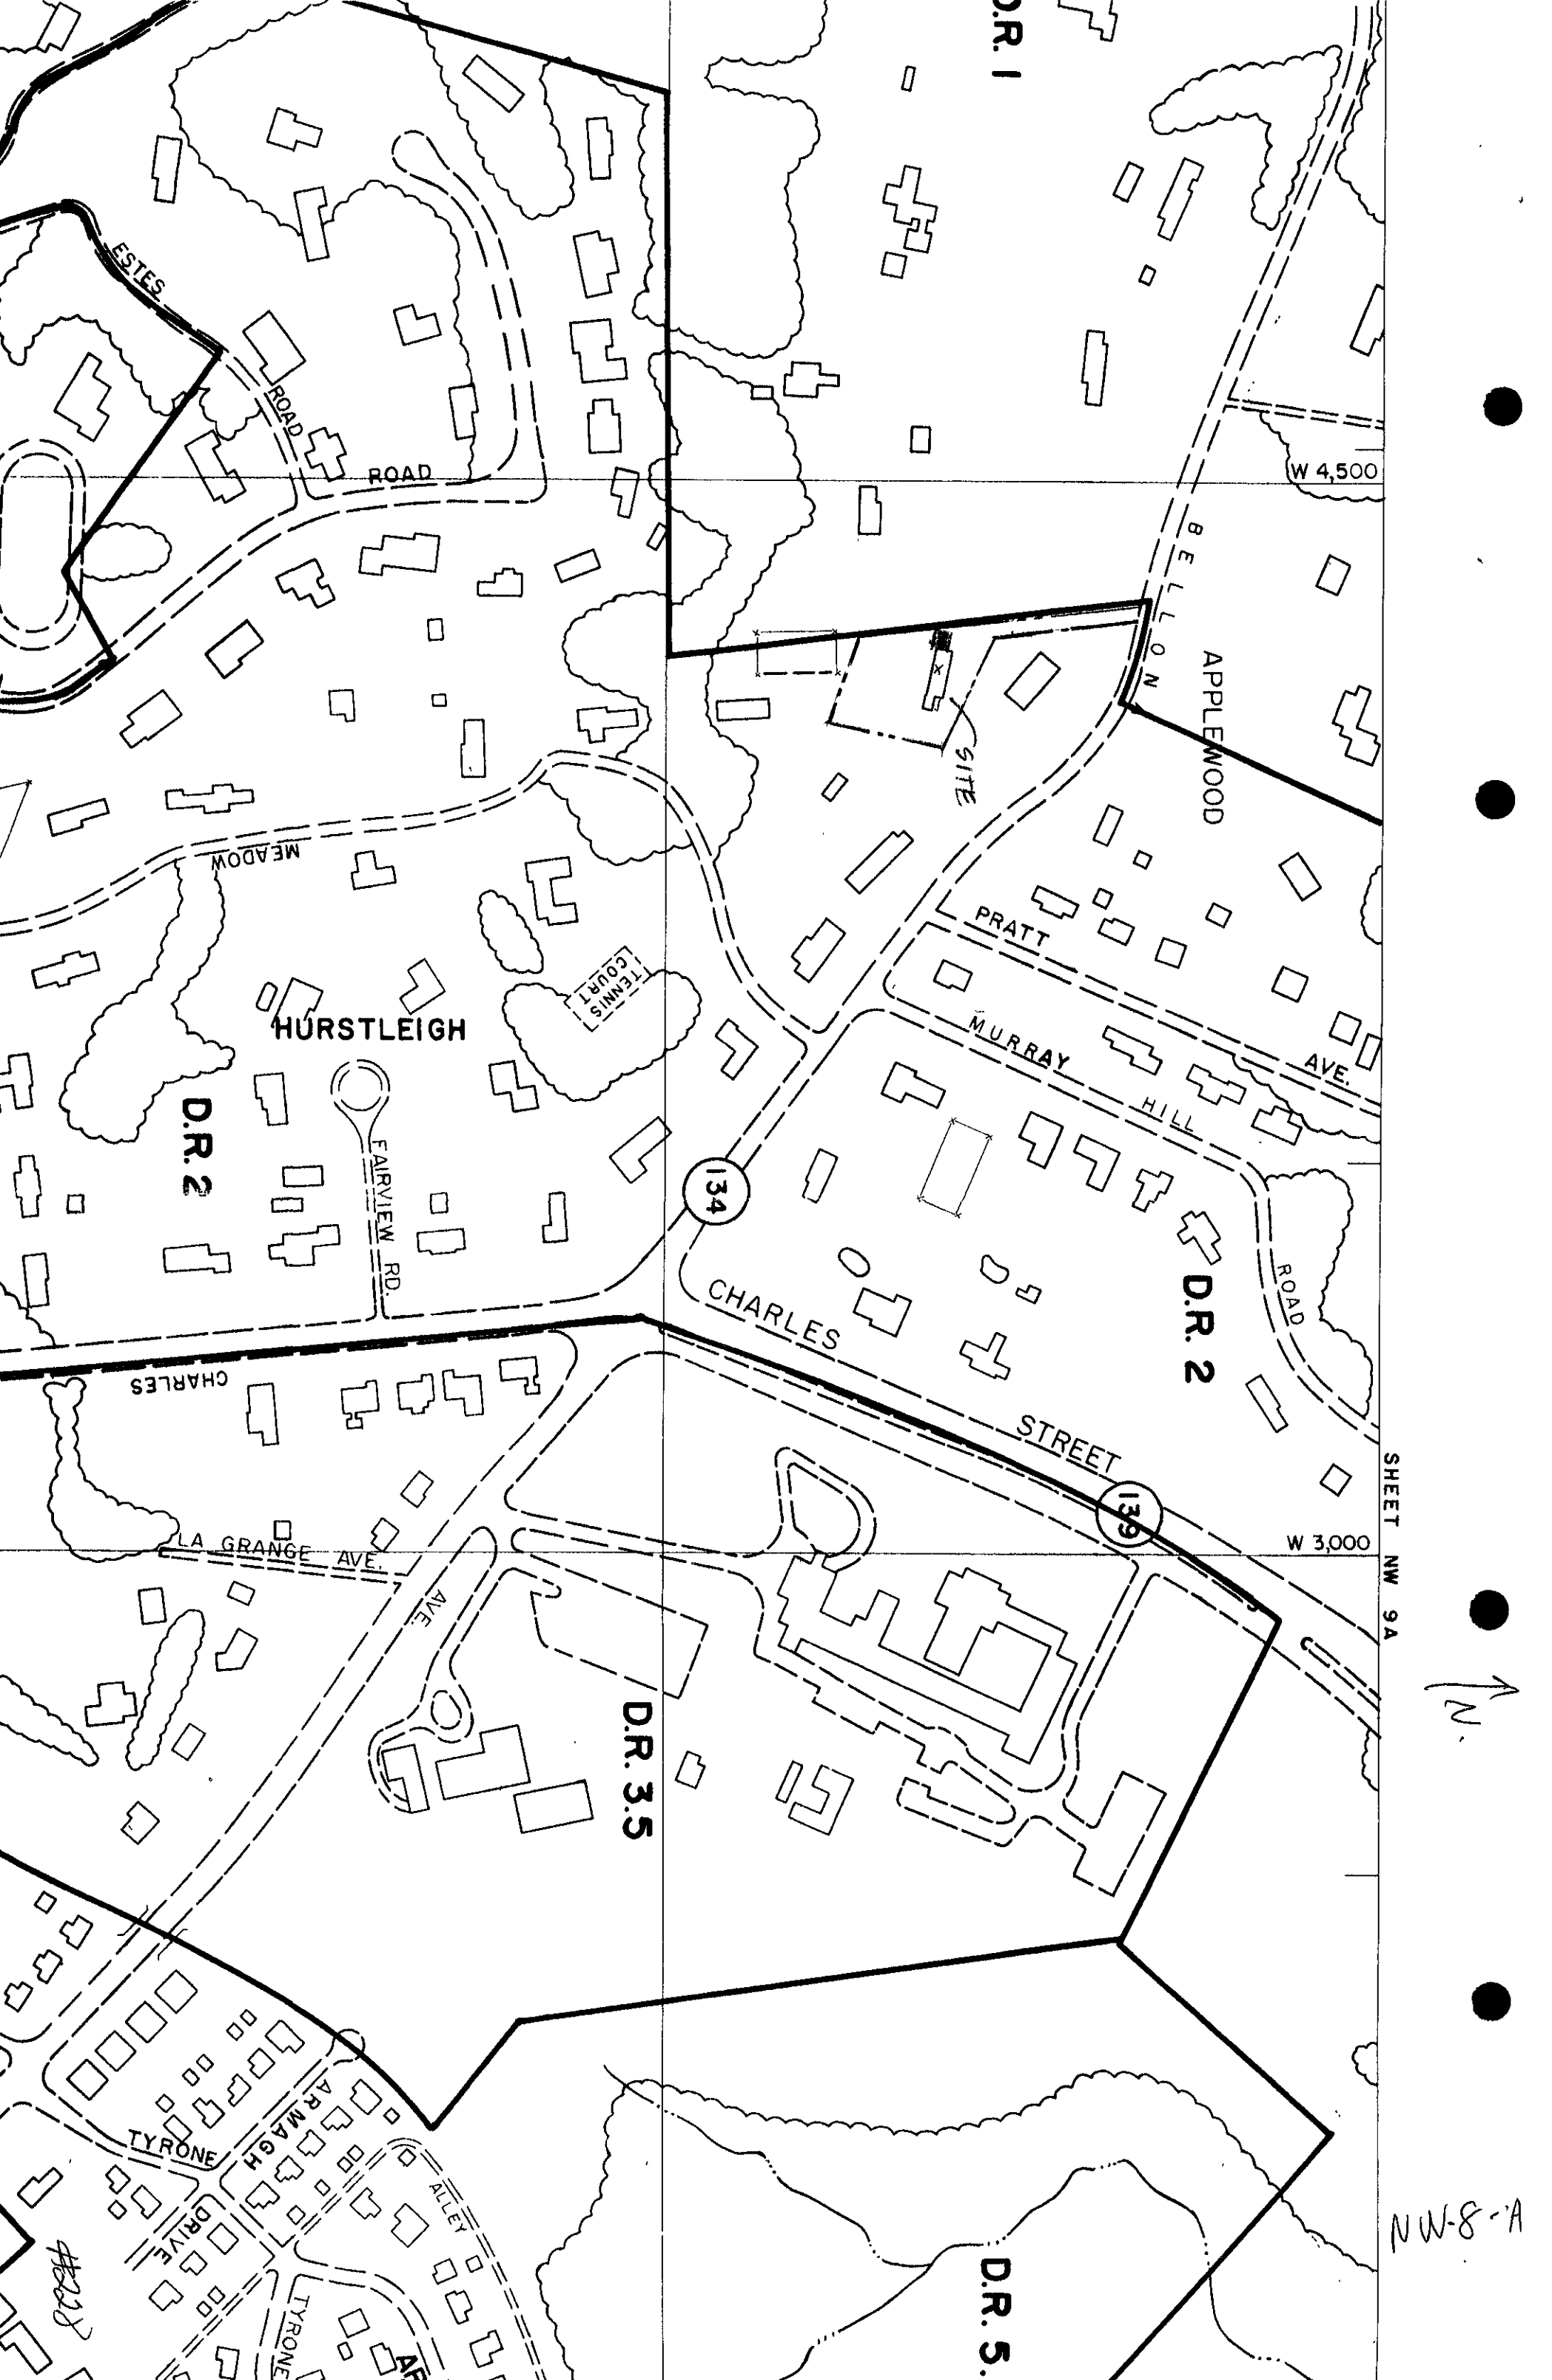 D.R. 1
ESTES
ROAD
ROAD
W 4,500
BELLONA
APPLEWOOD
SITE
MEADOW
PRATT
AVE.
TENNIS
COURT
HURSTLEIGH
MURRAY
HILL
ROAD
D.R. 2
FAIRVIEW RD.
134
D.R. 2
CHARLES
STREET
CHARLES
139
SHEET NW 9A
W 3,000
LA GRANGE AVE.
AVE.
N.
D.R. 3.5
ARMAGH
TYRONE
DRIVE
ALLEY
NW-8-A
D.R. 5.
#228
TYRONE